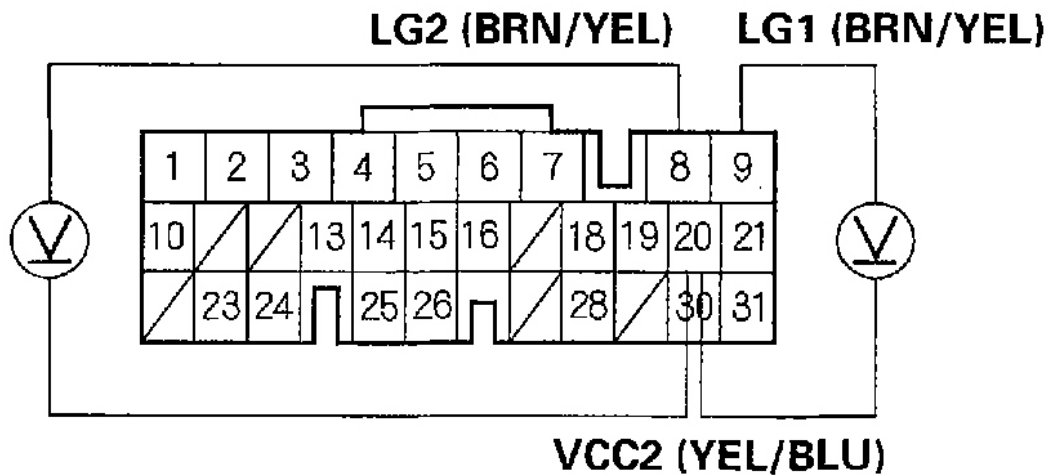 LG2 (BRN/YEL) LG1 (BRN/YEL)
1 2 3 4 5 6 7 8 9
V 10 13 14 15 16 18 19 20 21 V
23 24 25 26 28 30 31
VCC2 (YEL/BLU)